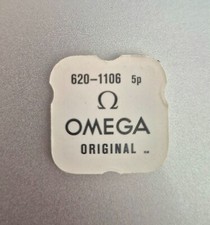 620-1106 5p
Ω
OMEGA
ORIGINAL